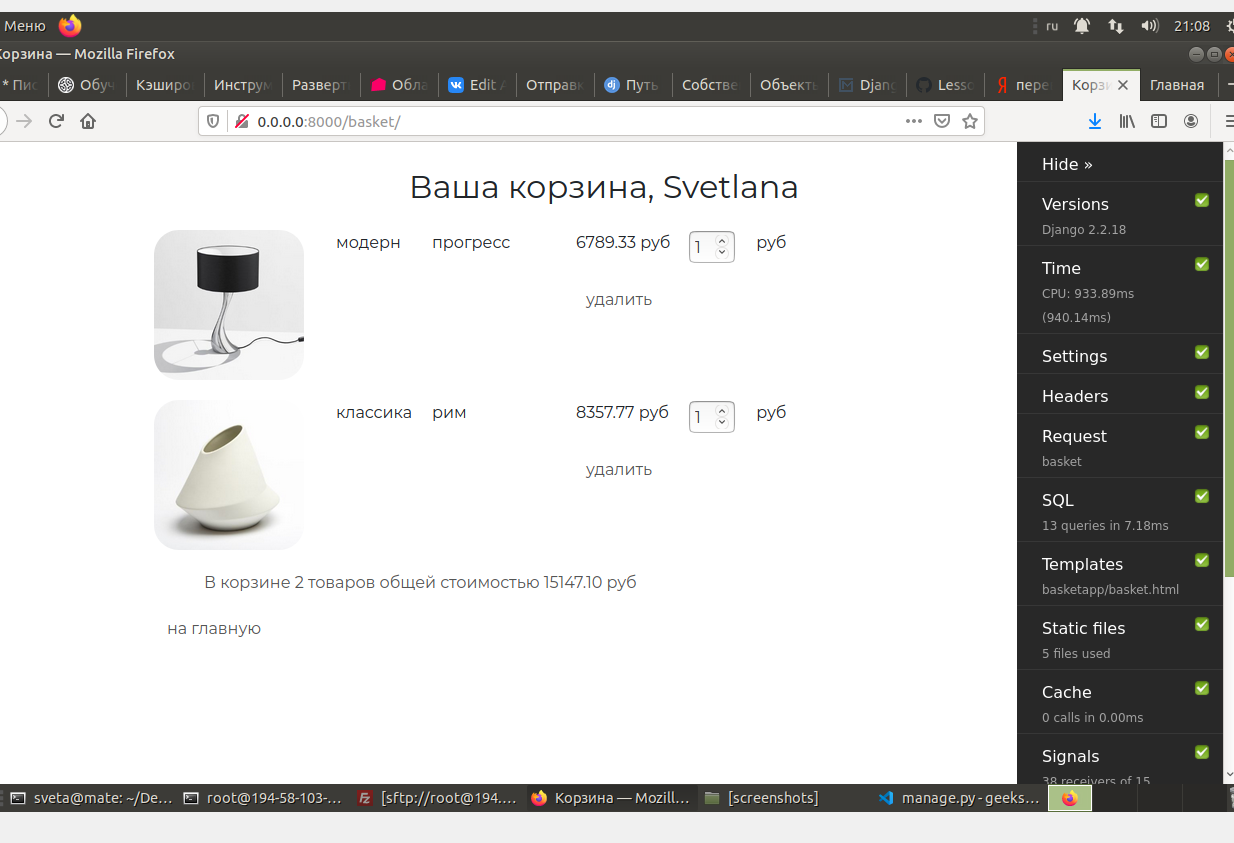 Меню ru 21:08
Корзина — Mozilla Firefox
* Пис Обуч Кэширо Инструм Разверт Обла Edit A Отправ Путь Собстве Объекть Djang Lesso пере Корзи Главная
0.0.0.0:8000/basket/
Ваша корзина, Svetlana
модерн прогресс 6789.33 руб 1 руб
удалить
классика рим 8357.77 руб 1 руб
удалить
В корзине 2 товаров общей стоимостью 15147.10 руб
на главную
Hide »
Versions
Django 2.2.18
Time
CPU: 933.89ms
(940.14ms)
Settings
Headers
Request
basket
SQL
13 queries in 7.18ms
Templates
basketapp/basket.html
Static files
5 files used
Cache
0 calls in 0.00ms
Signals
38 receivers of 15
sveta@mate: ~/De... root@194-58-103-... [sftp://root@194.... Корзина — Mozill... [screenshots] manage.py - geeks...